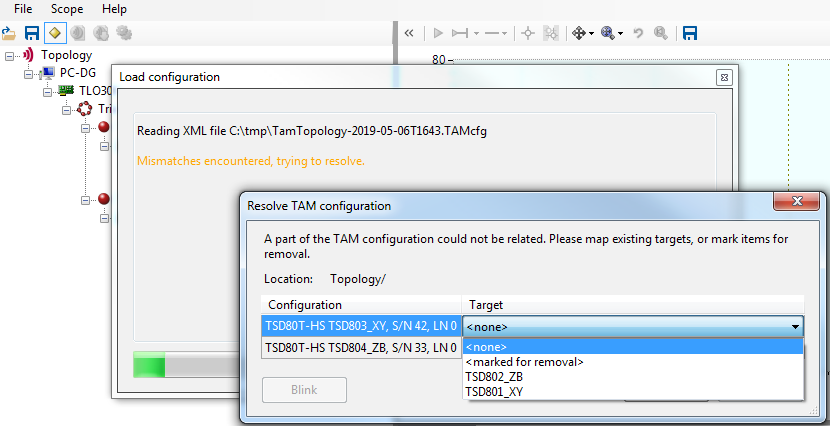 File Scope Help
80
Topology
PC-DG
TLO30
Tri
Load configuration
Reading XML file C:\tmp\TamTopology-2019-05-06T1643.TAMcfg
Mismatches encountered, trying to resolve.
Resolve TAM configuration
A part of the TAM configuration could not be related. Please map existing targets, or mark items for
removal.
Location: Topology/
Configuration Target
TSD80T-HS TSD803_XY, S/N 42, LN 0 <none>
TSD80T-HS TSD804_ZB, S/N 33, LN 0
<none>
<marked for removal>
TSD802_ZB
TSD801_XY
Blink